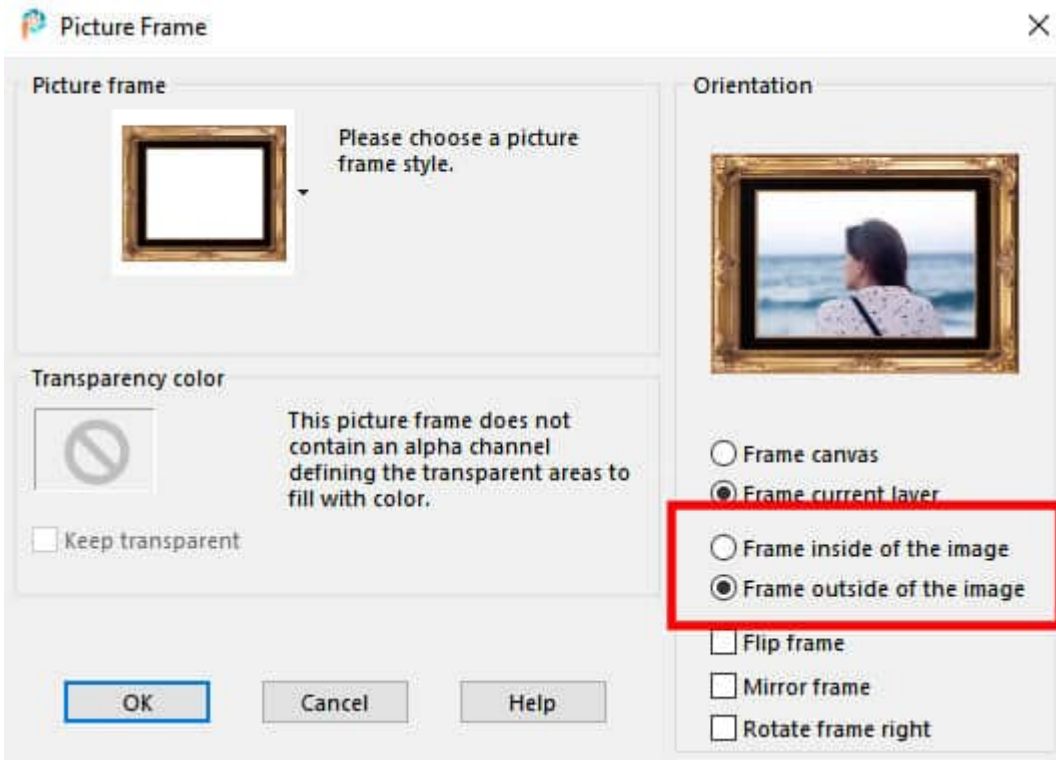 Picture Frame
Picture frame
Please choose a picture
frame style.
Transparency color
This picture frame does not
contain an alpha channel
defining the transparent areas to
fill with color.
Keep transparent
OK
Cancel
Help
Orientation
Frame canvas
Frame current layer
Frame inside of the image
Frame outside of the image
Flip frame
Mirror frame
Rotate frame right